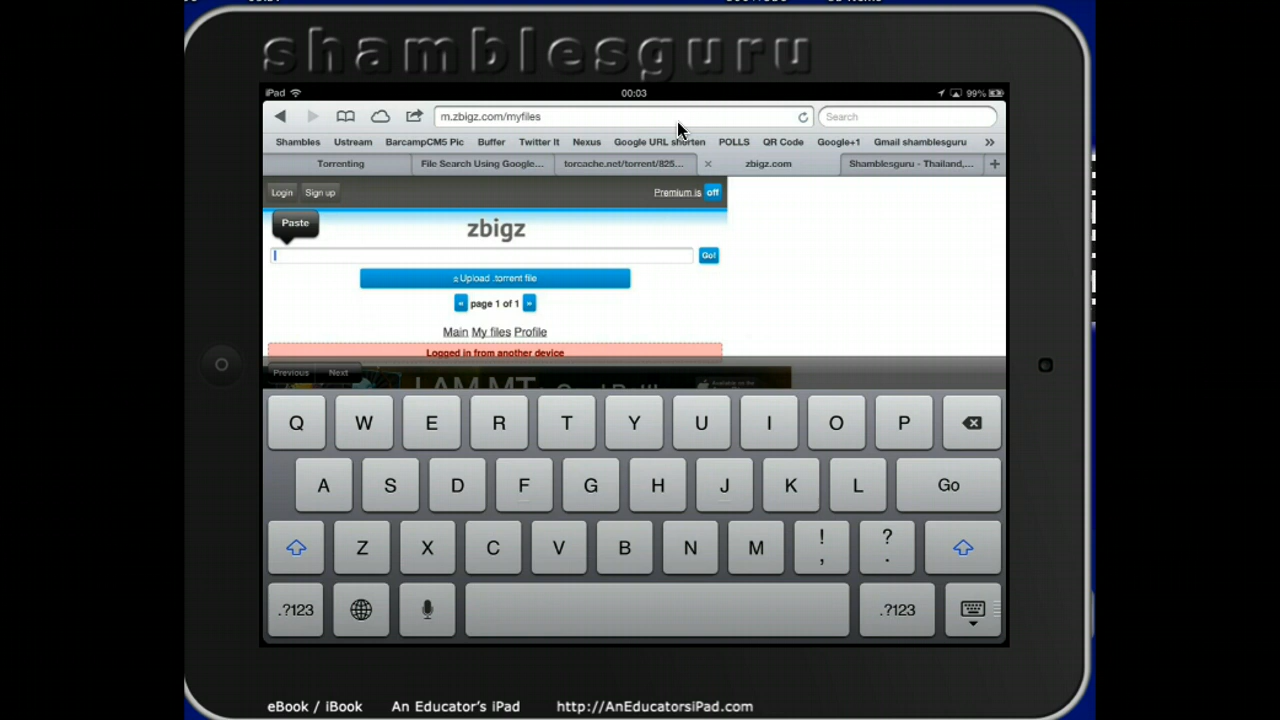 shamblesguru
iPad 00:03 99%
m.zbigz.com/myfiles Search
Shambles Ustream BarcampCM5 Pic Buffer Twitter It Nexus Google URL shorten POLLS QR Code Google+1 Gmail shamblesguru »
Torrenting File Search Using Google... torcache.net/torrent/825... × zbigz.com Shamblesguru - Thailand,... +
Login Sign up Premium is off
Paste
zbigz
Go!
Upload .torrent file
« page 1 of 1 »
Main My files Profile
Logged in from another device
Previous Next
I AM MT
Q W E R T Y U I O P
A S D F G H J K L Go
Z X C V B N M ! , ? .
.?123 .?123
eBook / iBook An Educator's iPad http://AnEducatorsiPad.com